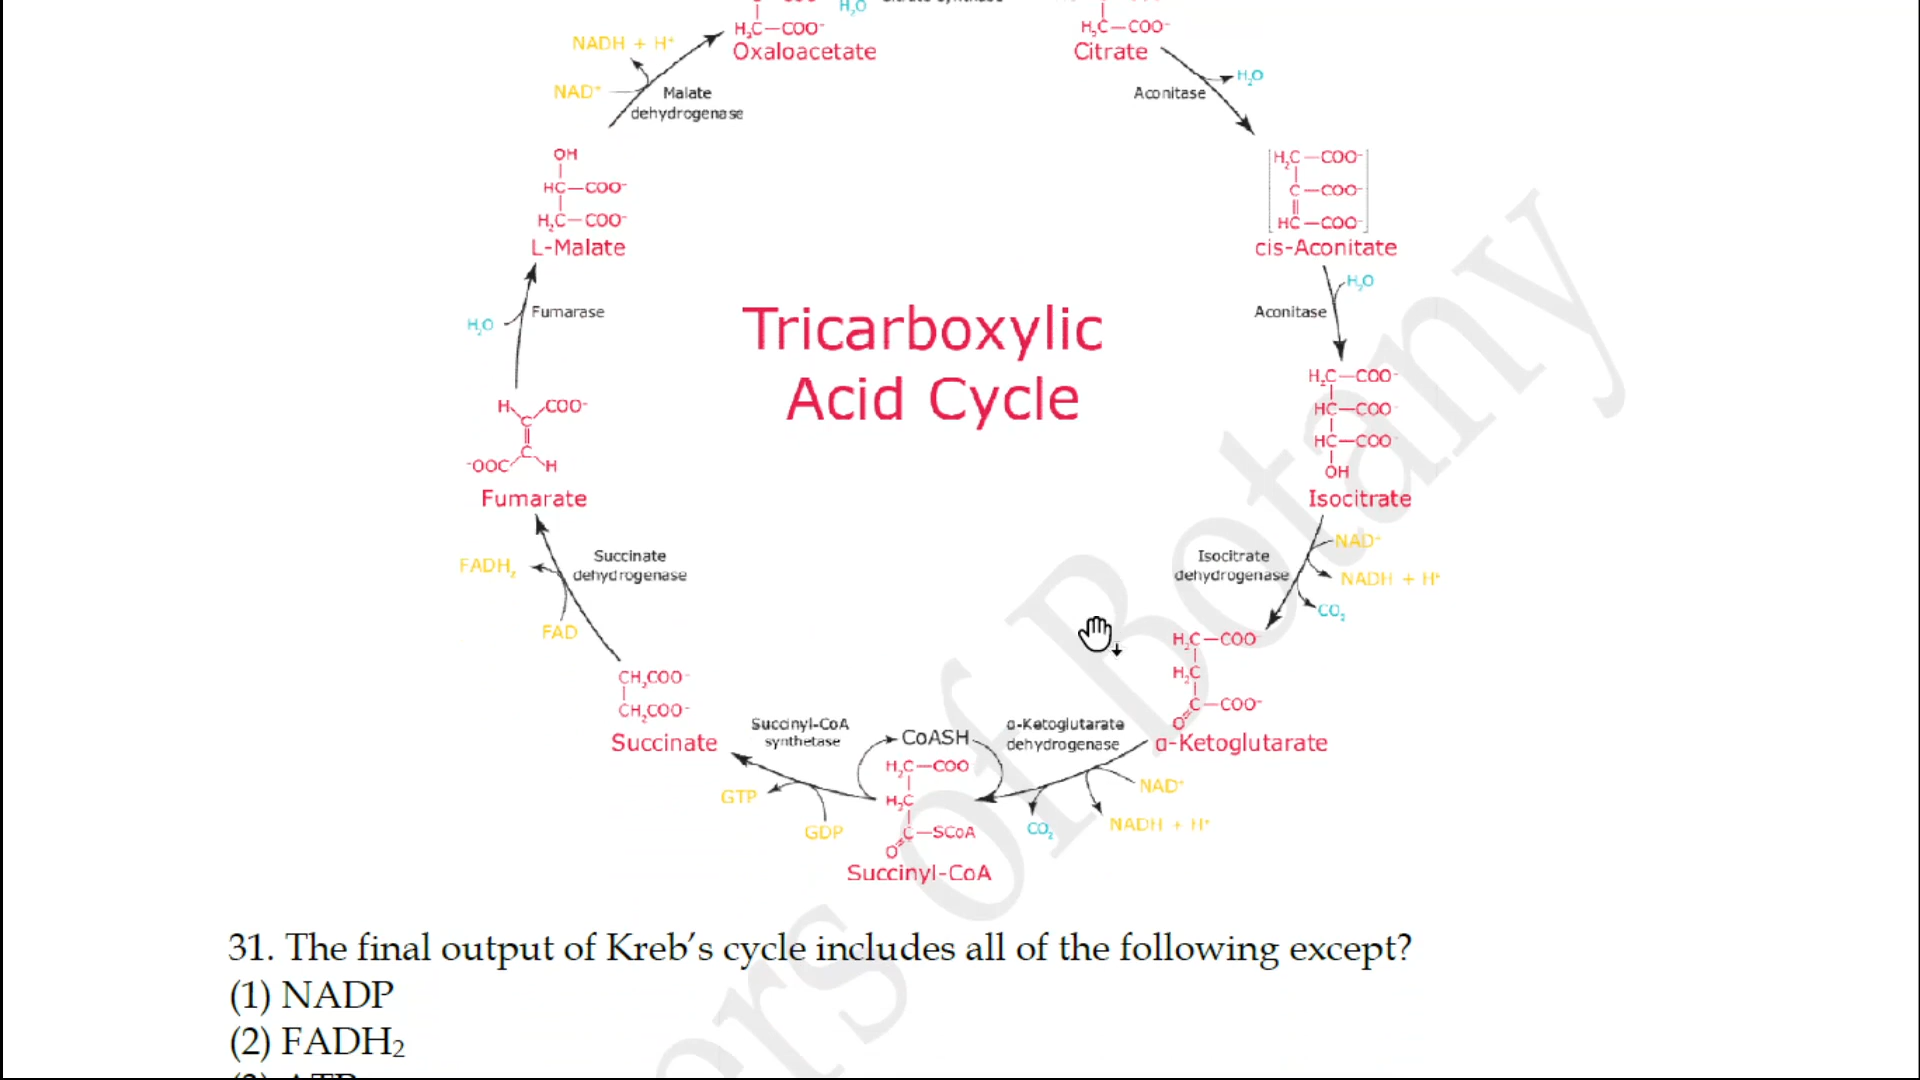 H₂C—COO⁻
Oxaloacetate
H₂O
H₂C—COO⁻
Citrate
NADH + H⁺
NAD⁺
Malate
dehydrogenase
Aconitase
H₂O
OH
HC—COO⁻
H₂C—COO⁻
L-Malate
H₂C—COO⁻
C—COO⁻
HC—COO⁻
cis-Aconitate
H₂O
Fumarase
Aconitase
H₂O
Tricarboxylic
Acid Cycle
H COO⁻
C
C
⁻OOC H
Fumarate
H₂C—COO⁻
HC—COO⁻
HC—COO⁻
OH
Isocitrate
FADH₂
FAD
Succinate
dehydrogenase
Isocitrate
dehydrogenase
NAD⁺
NADH + H⁺
CO₂
CH₂COO⁻
CH₂COO⁻
Succinate
H₂C—COO⁻
H₂C
C—COO⁻
O
α-Ketoglutarate
Succinyl-CoA
synthetase
GTP
GDP
CoASH
α-Ketoglutarate
dehydrogenase
NAD⁺
NADH + H⁺
CO₂
H₂C—COO
H₂C
C—SCoA
O
Succinyl-CoA
ers of Botany
31. The final output of Kreb’s cycle includes all of the following except?
(1) NADP
(2) FADH₂